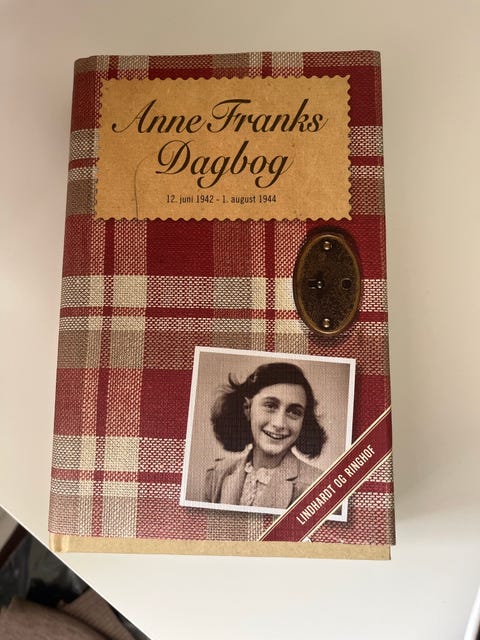 Anne Franks
Dagbog
12. juni 1942 - 1. august 1944
LINDHARDT OG RINGHOF